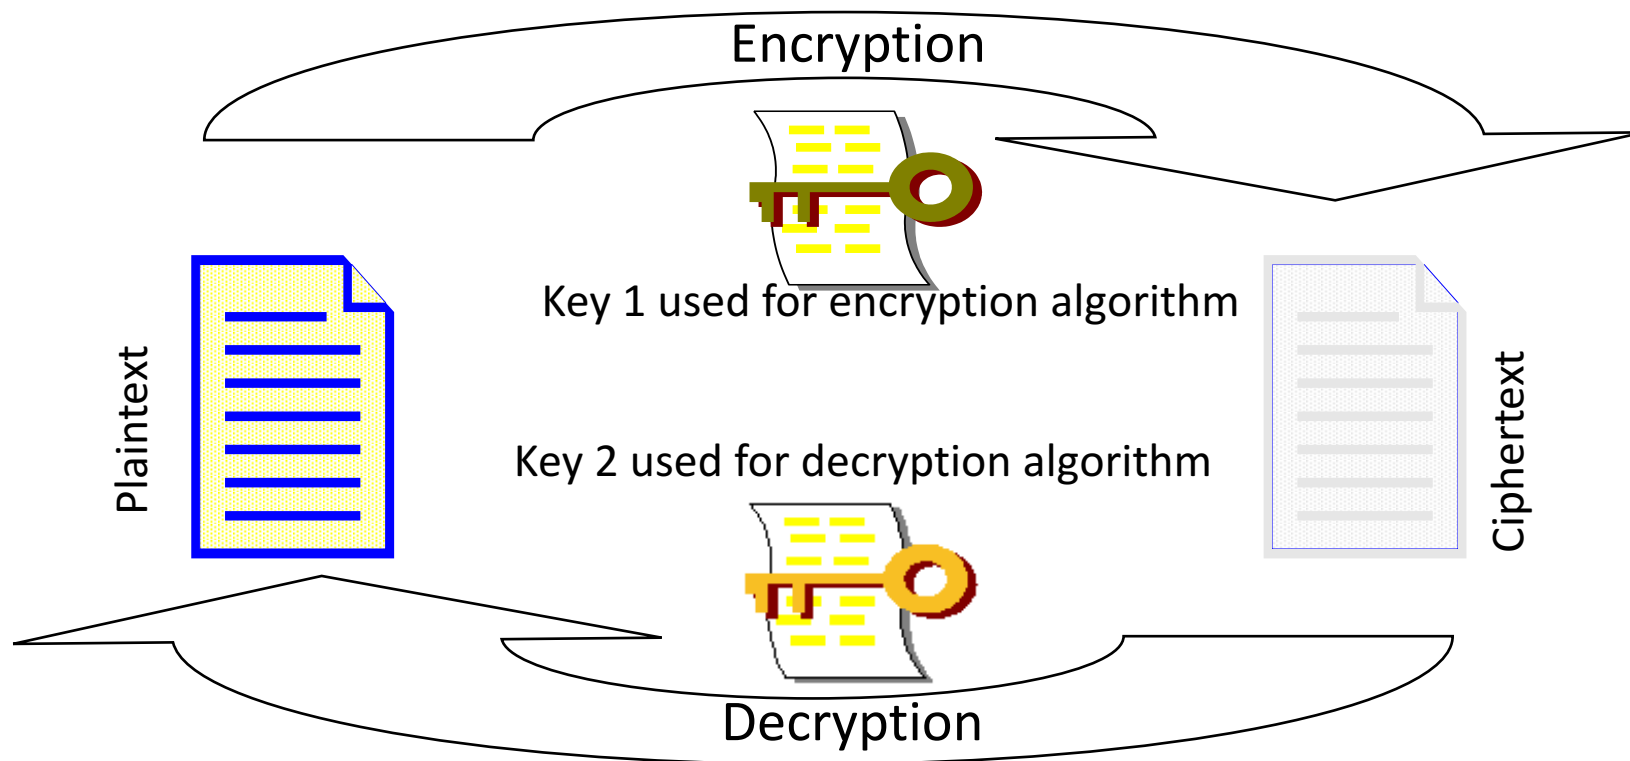 Encryption
Key 1 used for encryption algorithm
Plaintext
Ciphertext
Key 2 used for decryption algorithm
Decryption